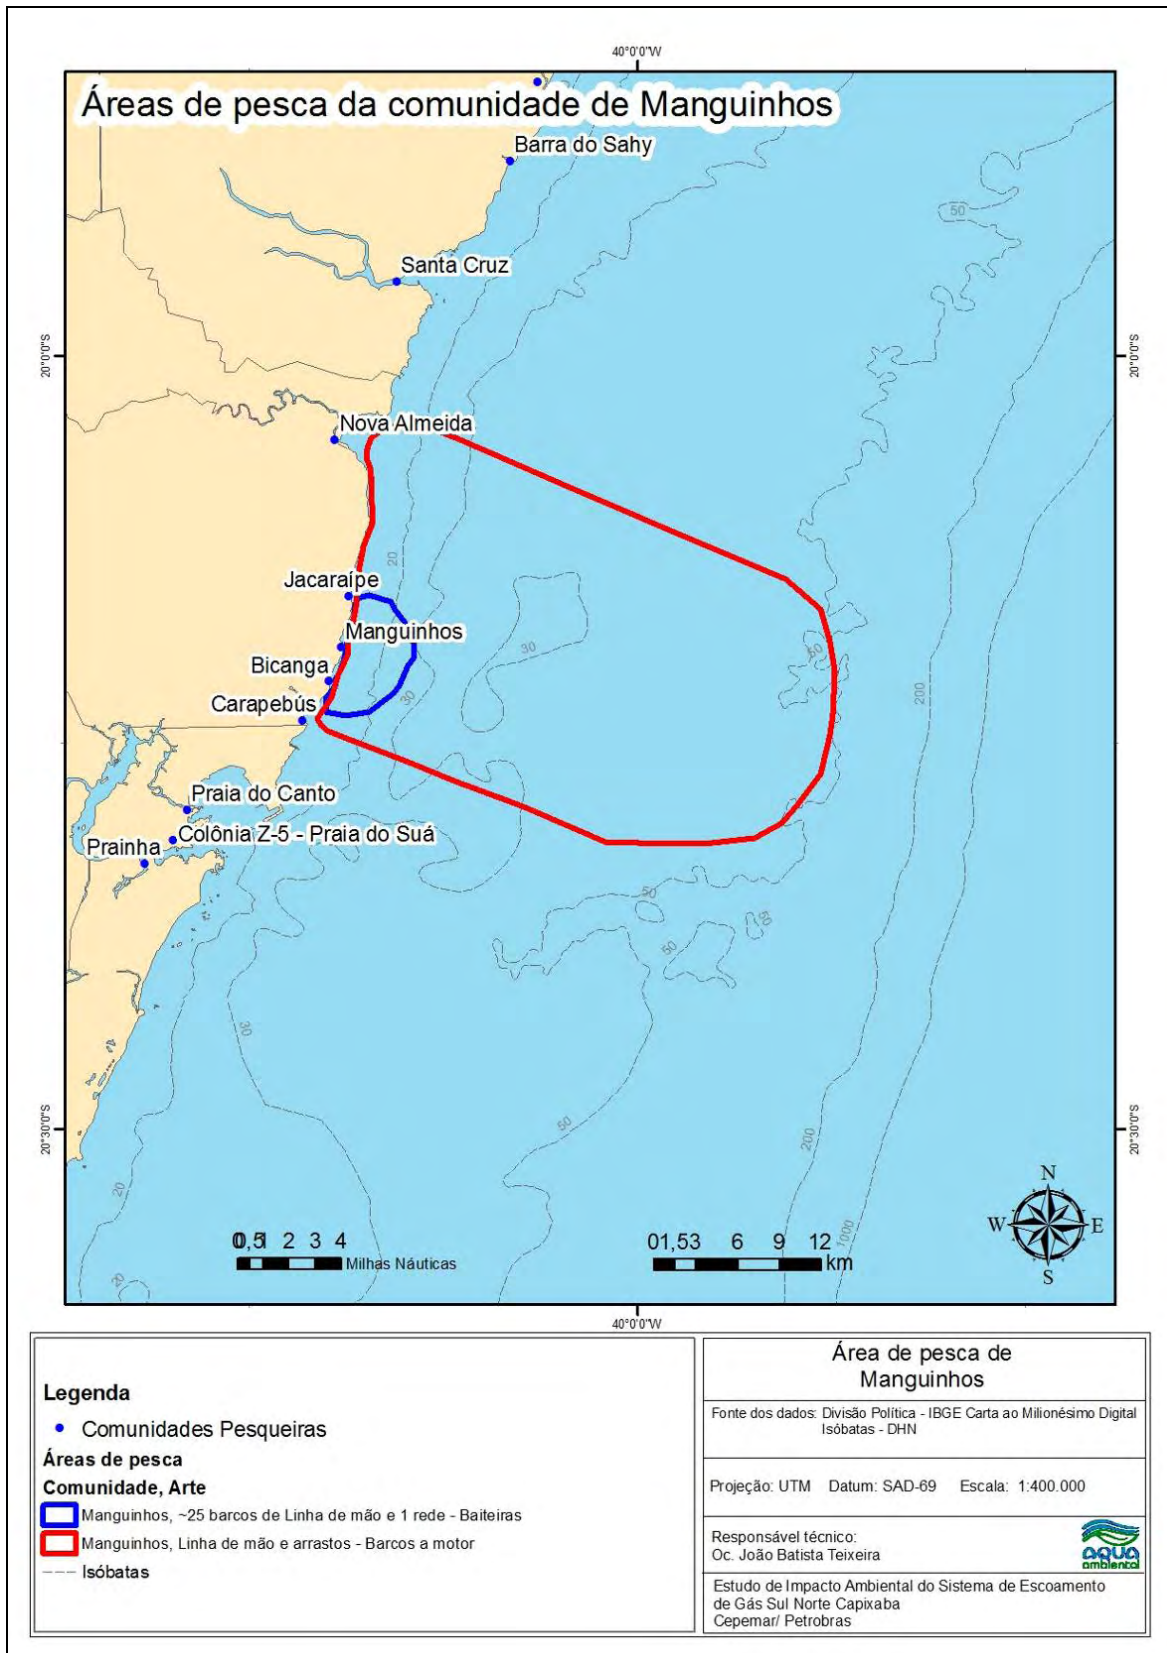 40°0'0"W
Áreas de pesca da comunidade de Manguinhos
Barra do Sahy
50
Santa Cruz
20°0'0"S
20°0'0"S
Nova Almeida
20
Jacaraípe
Manguinhos
30
50
Bicanga
30
200
Carapebús
Praia do Canto
Colônia Z-5 - Praia do Suá
Prainha
50
50
50
30
50
200
20°30'0"S
20°30'0"S
20
1000
20
N
W E
S
0 0,5 1 2 3 4
Milhas Náuticas
0 1,5 3 6 9 12
km
40°0'0"W
Legenda
Comunidades Pesqueiras
Áreas de pesca
Comunidade, Arte
Manguinhos, ~25 barcos de Linha de mão e 1 rede - Baiteiras
Manguinhos, Linha de mão e arrastos - Barcos a motor
Isóbatas
Área de pesca de
Manguinhos
Fonte dos dados: Divisão Política - IBGE Carta ao Milionésimo Digital
Isóbatas - DHN
Projeção: UTM Datum: SAD-69 Escala: 1:400.000
Responsável técnico:
Oc. João Batista Teixeira
AQUA
ambiental
Estudo de Impacto Ambiental do Sistema de Escoamento
de Gás Sul Norte Capixaba
Cepemar/ Petrobras